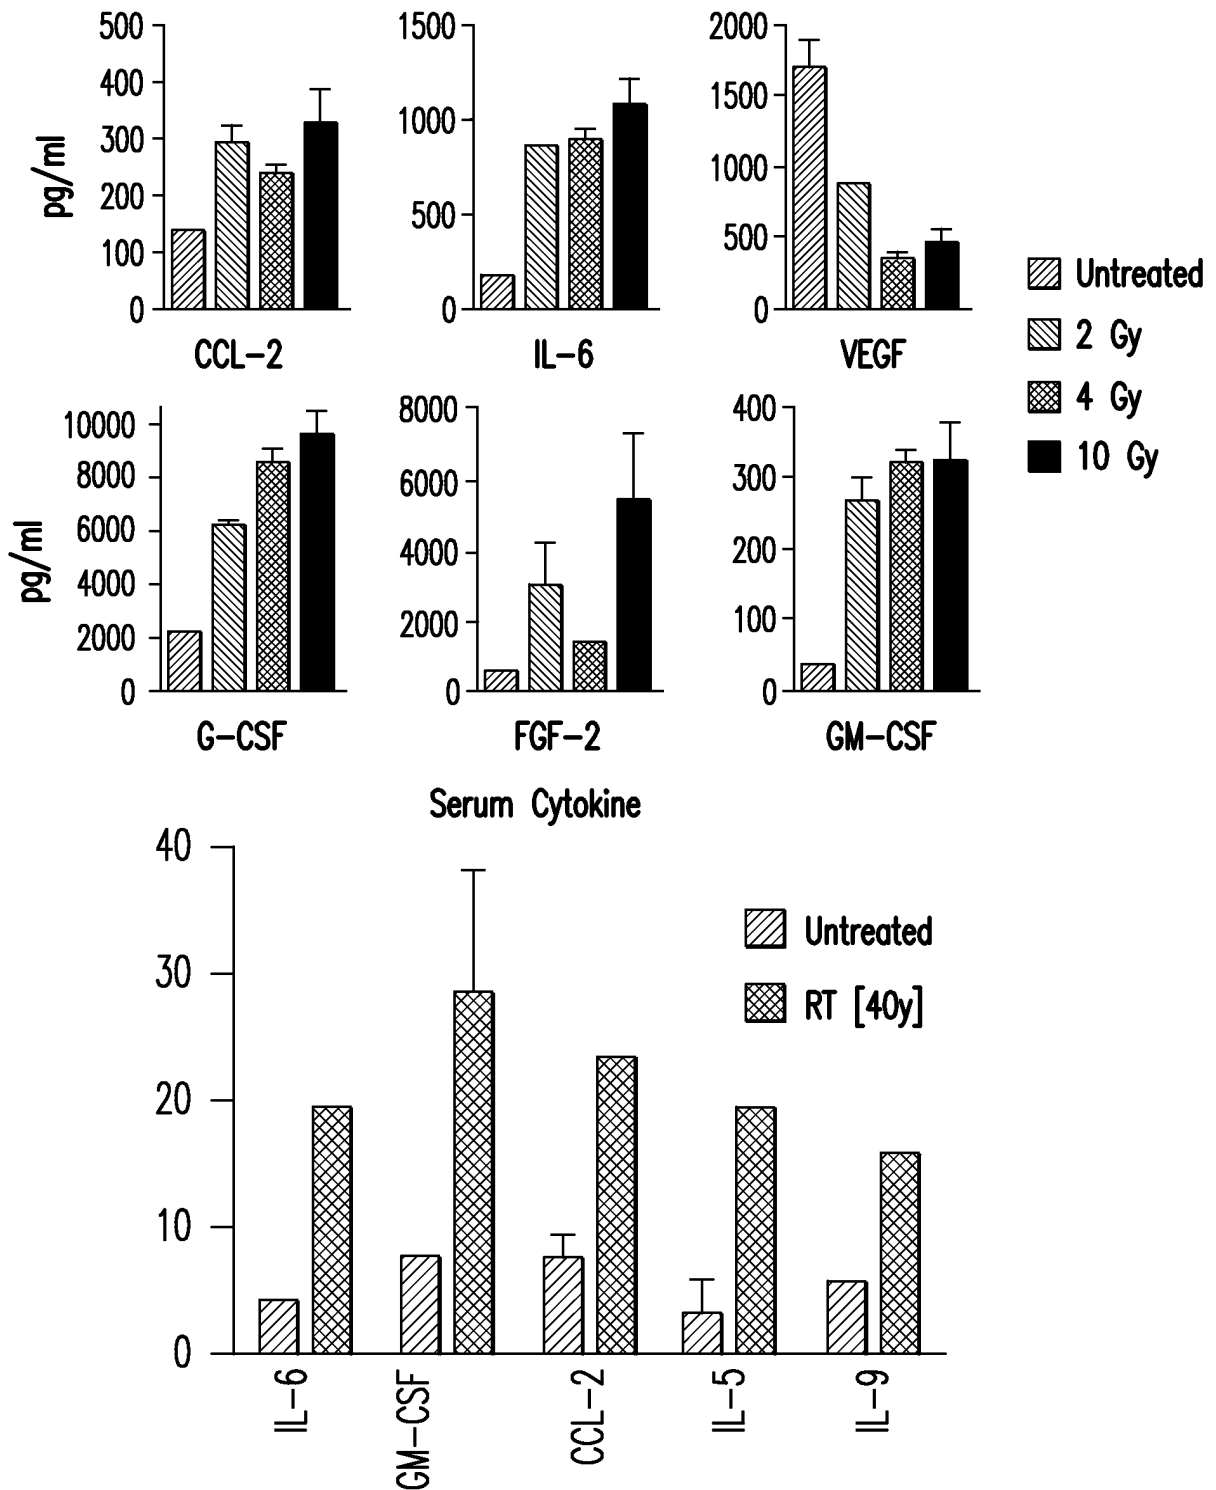 500
400
300
200
100
0
pg/ml
CCL-2
1500
1000
500
0
IL-6
2000
1500
1000
500
0
VEGF
Untreated
2 Gy
4 Gy
10 Gy
10000
8000
6000
4000
2000
0
pg/ml
G-CSF
8000
6000
4000
2000
0
FGF-2
400
300
200
100
0
GM-CSF
Serum Cytokine
40
30
20
10
0
Untreated
RT [40y]
IL-6
GM-CSF
CCL-2
IL-5
IL-9